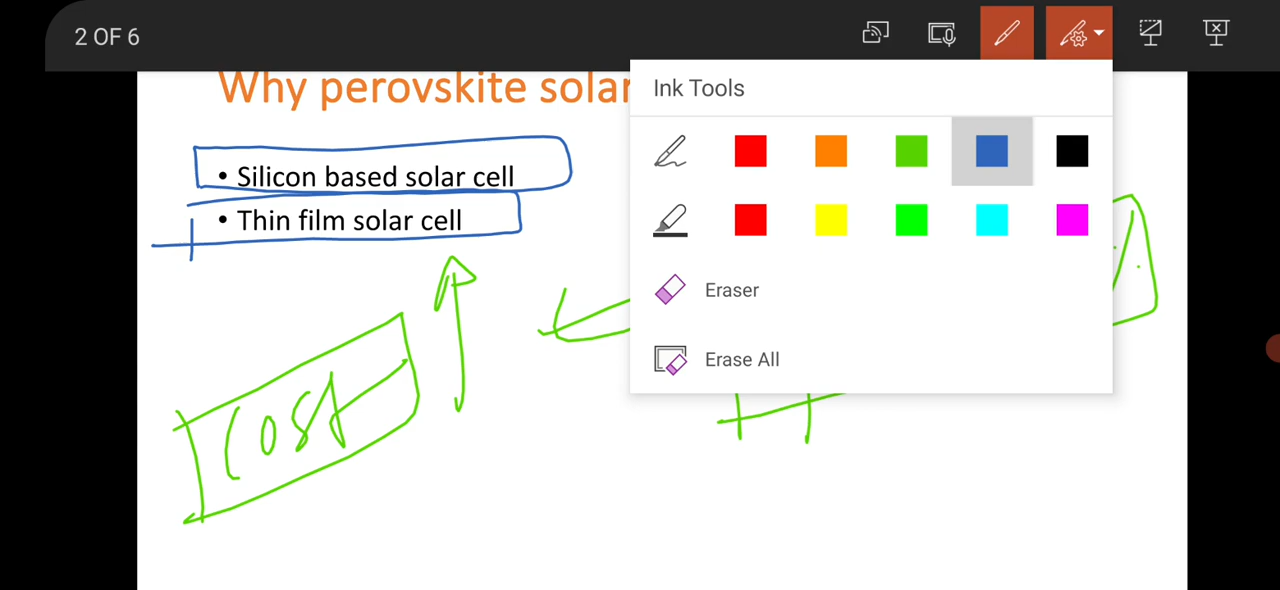 2 OF 6
Why perovskite solar
Ink Tools
• Silicon based solar cell
• Thin film solar cell
Eraser
Erase All
Cost